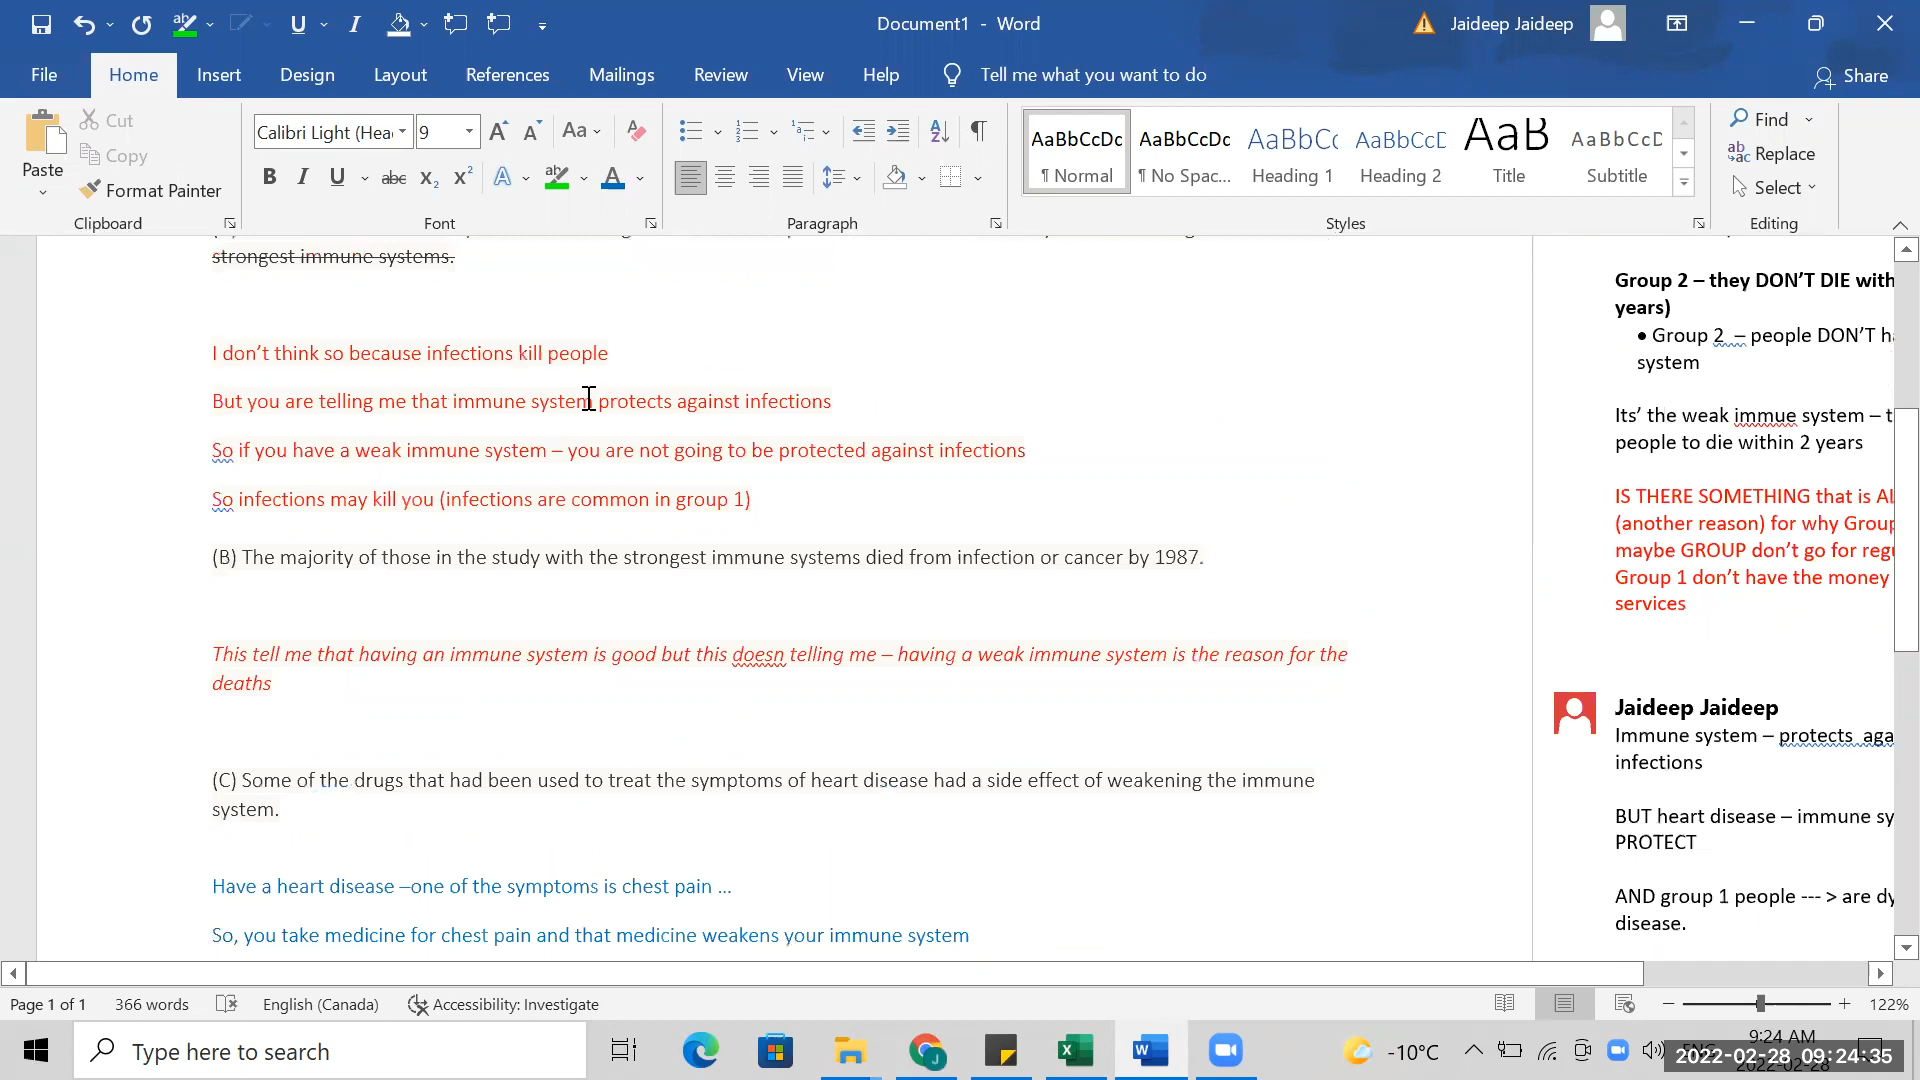 Document1 - Word
Jaideep Jaideep
File
Home
Insert
Design
Layout
References
Mailings
Review
View
Help
Tell me what you want to do
Share
Paste
Cut
Copy
Format Painter
Clipboard
Calibri Light (Hea
9
Font
Paragraph
AaBbCcDc
¶ Normal
AaBbCcDc
¶ No Spac...
AaBbCc
Heading 1
AaBbCcD
Heading 2
AaB
Title
AaBbCcD
Subtitle
Styles
Find
Replace
Select
Editing
strongest immune systems.
I don’t think so because infections kill people
But you are telling me that immune system protects against infections
So if you have a weak immune system – you are not going to be protected against infections
So infections may kill you (infections are common in group 1)
(B) The majority of those in the study with the strongest immune systems died from infection or cancer by 1987.
This tell me that having an immune system is good but this doesn telling me – having a weak immune system is the reason for the
deaths
(C) Some of the drugs that had been used to treat the symptoms of heart disease had a side effect of weakening the immune
system.
Have a heart disease –one of the symptoms is chest pain ...
So, you take medicine for chest pain and that medicine weakens your immune system
Group 2 – they DON’T DIE with
years)
• Group 2 – people DON’T h
system
Its’ the weak immue system – t
people to die within 2 years
IS THERE SOMETHING that is AL
(another reason) for why Grou
maybe GROUP don’t go for reg
Group 1 don’t have the money
services
Jaideep Jaideep
Immune system – protects aga
infections
BUT heart disease – immune sy
PROTECT
AND group 1 people --- > are dy
disease.
Page 1 of 1
366 words
English (Canada)
Accessibility: Investigate
122%
Type here to search
-10°C
9:24 AM
2022-02-28 09:24:35